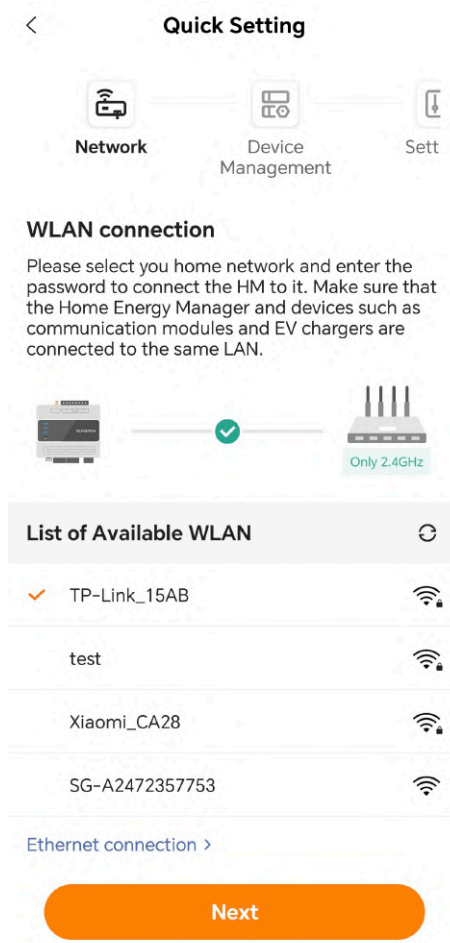 Quick Setting
Network
Device
Management
Sett
WLAN connection
Please select you home network and enter the
password to connect the HM to it. Make sure that
the Home Energy Manager and devices such as
communication modules and EV chargers are
connected to the same LAN.
Only 2.4GHz
List of Available WLAN
TP-Link_15AB
test
Xiaomi_CA28
SG-A2472357753
Ethernet connection >
Next